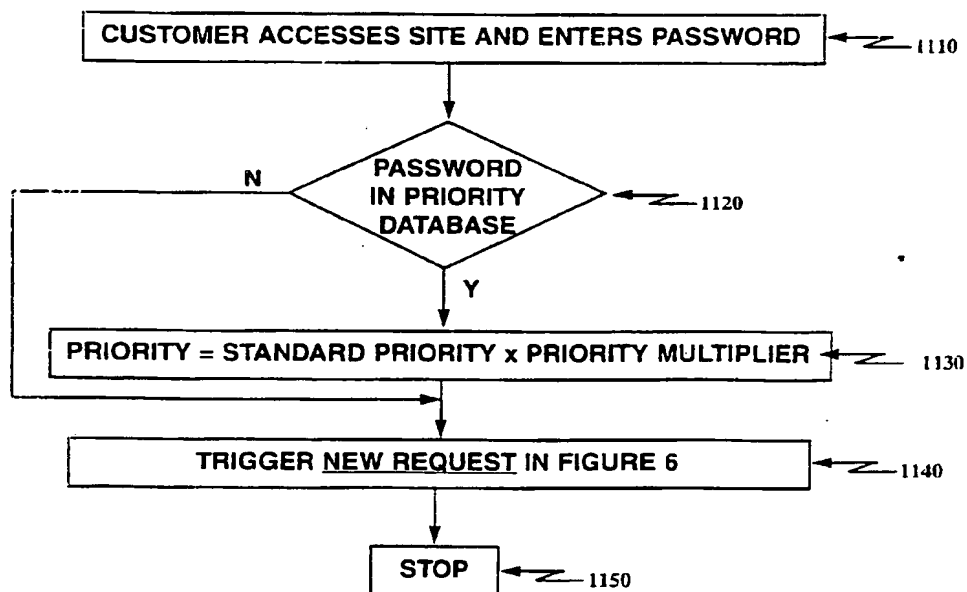 CUSTOMER ACCESSES SITE AND ENTERS PASSWORD
1110
PASSWORD
IN PRIORITY
DATABASE
1120
N
Y
PRIORITY = STANDARD PRIORITY x PRIORITY MULTIPLIER
1130
TRIGGER NEW REQUEST IN FIGURE 6
1140
STOP
1150